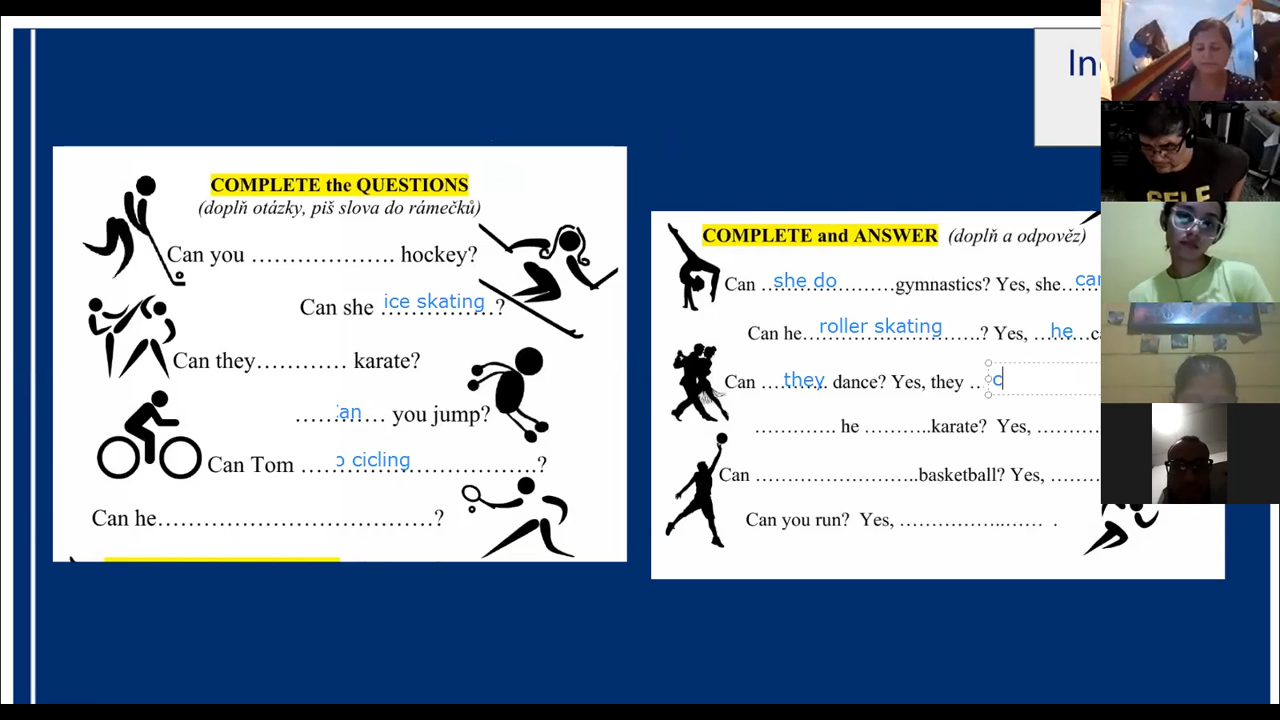 In
COMPLETE the QUESTIONS
(doplň otázky, piš slova do rámečků)
Can you ………………. hockey?
Can she ice skating ?
Can they………… karate?
……an…… you jump?
Can Tom …o cicling……………?
Can he………………………………?
COMPLETE and ANSWER (doplň a odpověz)
Can she do gymnastics? Yes, she
Can he roller skating ? Yes, he
Can they dance? Yes, they .. c
…………. he ………..karate? Yes, ………
Can ……………………..basketball? Yes, ………
Can you run? Yes, ……………..…… .
SELF